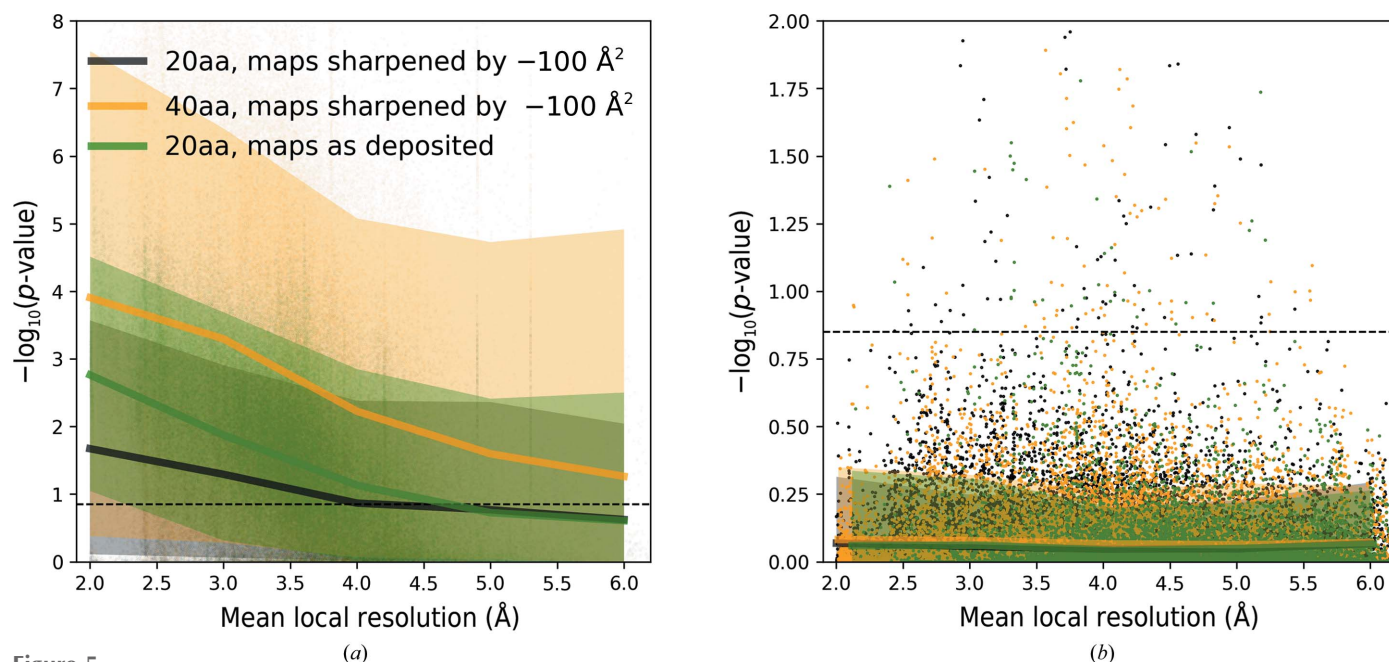 8
7
6
5
4
3
2
1
0
−log10(p-value)
20aa, maps sharpened by −100 Å²
40aa, maps sharpened by −100 Å²
20aa, maps as deposited
2.0 2.5 3.0 3.5 4.0 4.5 5.0 5.5 6.0
Mean local resolution (Å)
(a)
2.00
1.75
1.50
1.25
1.00
0.75
0.50
0.25
0.00
−log10(p-value)
2.0 2.5 3.0 3.5 4.0 4.5 5.0 5.5 6.0
Mean local resolution (Å)
(b)
Figure 5